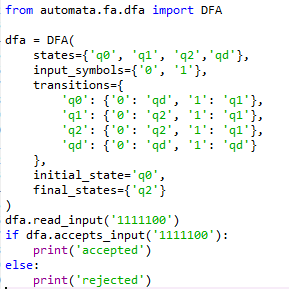 from automata.fa.dfa import DFA
dfa = DFA(
states={'q0', 'q1', 'q2','qd'},
input_symbols={'0', '1'},
transitions={
'q0': {'0': 'qd', '1': 'q1'},
'q1': {'0': 'q2', '1': 'q1'},
'q2': {'0': 'q2', '1': 'q1'},
'qd': {'0': 'qd', '1': 'qd'}
},
initial_state='q0',
final_states={'q2'}
)
dfa.read_input('1111100')
if dfa.accepts_input('1111100'):
print('accepted')
else:
print('rejected')